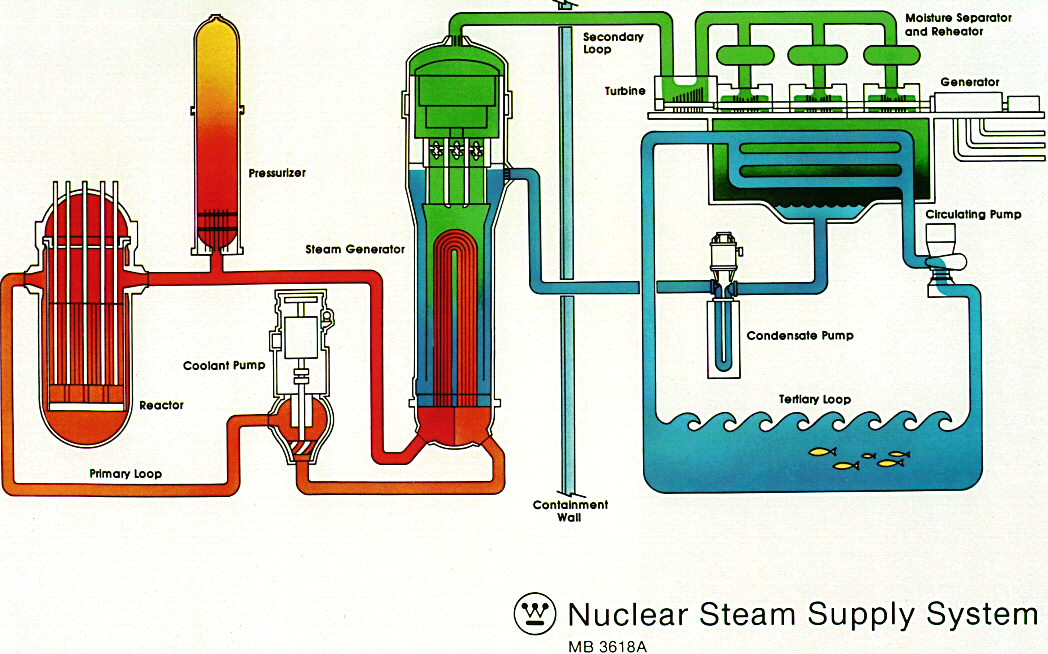 Secondary
Loop
Moisture Separator
and Reheator
Turbine
Generator
Pressurizer
Steam Generator
Circulating Pump
Coolant Pump
Condensate Pump
Reactor
Tertiary Loop
Primary Loop
Containment
Wall
W Nuclear Steam Supply System
MB 3618A